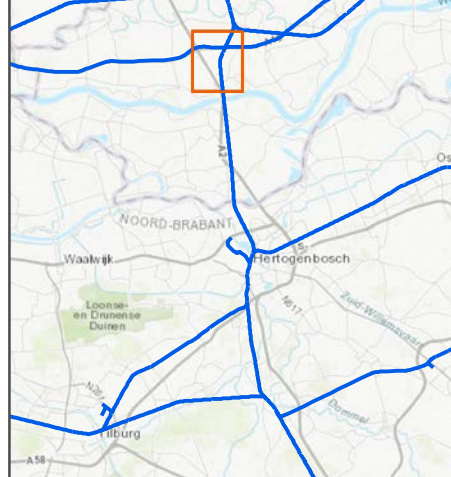 A2
Os
NOORD-BRABANT
Waalwijk
's-
Hertogenbosch
Loonse-
en Drunense
Duinen
N617
Zuid-Willemsvaart
N261
Dommel
Tilburg
A58